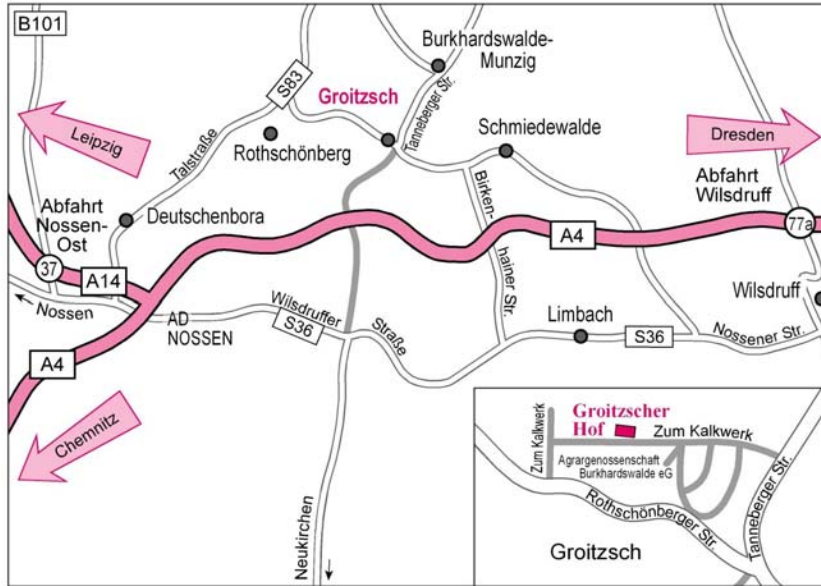 B101
Burkhardswalde-
Munzig
S83
Groitzsch
Tanneberger Str.
Schmiedewalde
Leipzig
Dresden
Talstraße
Rothschönberg
Abfahrt
Wilsdruff
Birken-
hainer Str.
Abfahrt
Nossen-
Ost
Deutschenbora
A4
77a
37
A14
Wilsdruff
Nossen
AD
NOSSEN
Wilsdruffer
Straße
S36
Limbach
S36
Nossener Str.
A4
Chemnitz
Neukirchen
Groitzscher
Hof
Zum Kalkwerk
Zum Kalkwerk
Agrargenossenschaft
Burkhardswalde eG
Rothschönberger Str.
Tanneberger Str.
Groitzsch